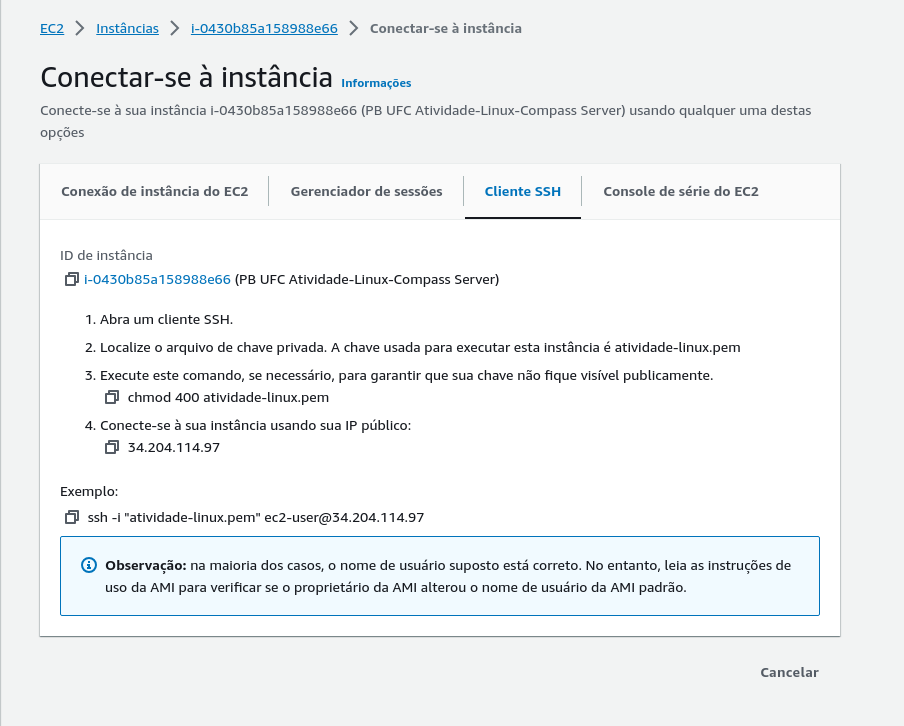 EC2 Instâncias i-0430b85a158988e66 Conectar-se à instância
Conectar-se à instância Informações
Conecte-se à sua instância i-0430b85a158988e66 (PB UFC Atividade-Linux-Compass Server) usando qualquer uma destas
opções
Conexão de instância do EC2 Gerenciador de sessões Cliente SSH Console de série do EC2
ID de instância
i-0430b85a158988e66 (PB UFC Atividade-Linux-Compass Server)
1. Abra um cliente SSH.
2. Localize o arquivo de chave privada. A chave usada para executar esta instância é atividade-linux.pem
3. Execute este comando, se necessário, para garantir que sua chave não fique visível publicamente.
chmod 400 atividade-linux.pem
4. Conecte-se à sua instância usando sua IP público:
34.204.114.97
Exemplo:
ssh -i "atividade-linux.pem" ec2-user@34.204.114.97
Observação: na maioria dos casos, o nome de usuário suposto está correto. No entanto, leia as instruções de
uso da AMI para verificar se o proprietário da AMI alterou o nome de usuário da AMI padrão.
Cancelar